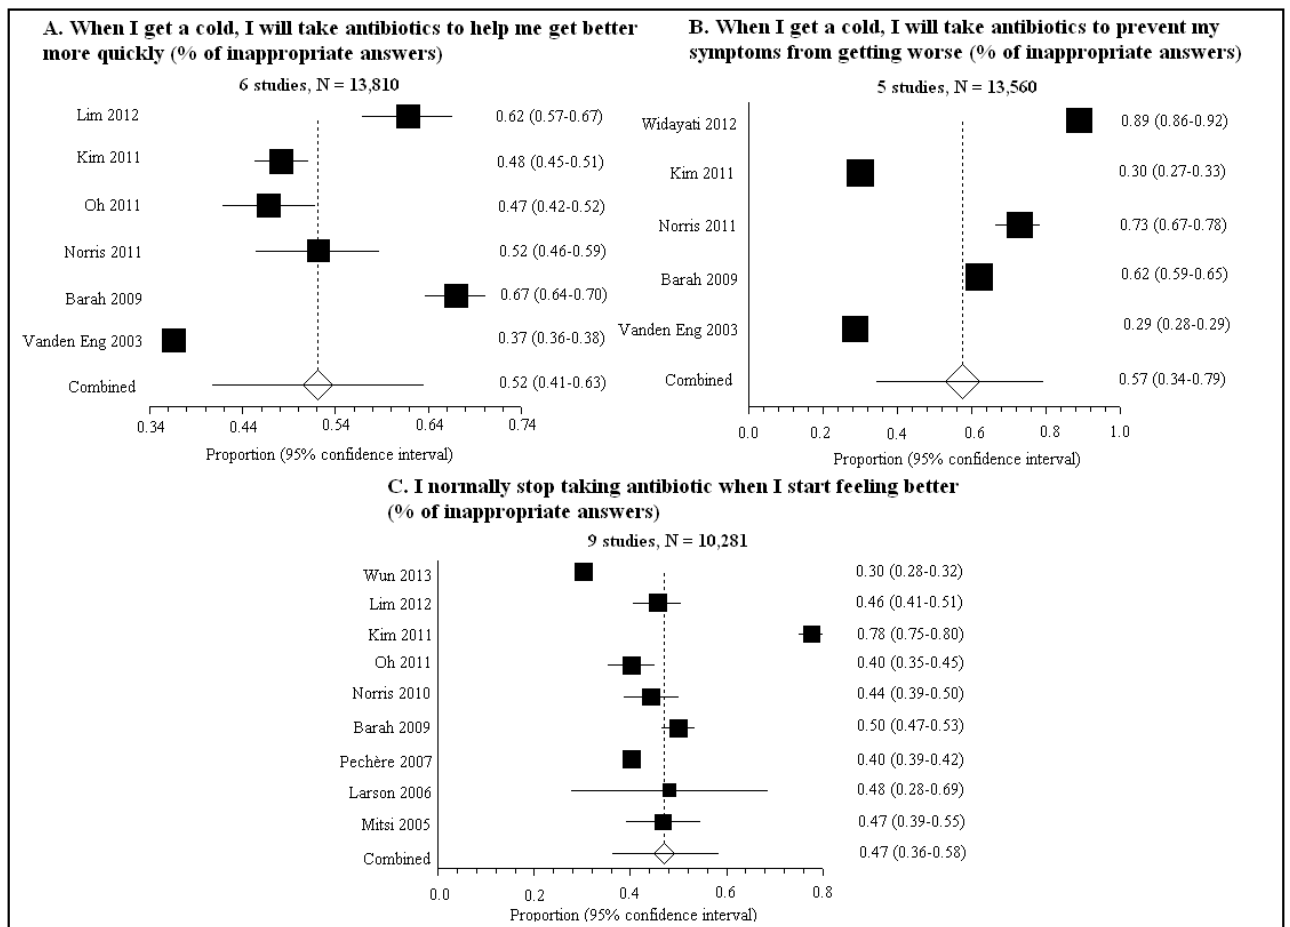 A. When I get a cold, I will take antibiotics to help me get better
more quickly (% of inappropriate answers)
6 studies, N = 13,810
Lim 2012 0.62 (0.57-0.67)
Kim 2011 0.48 (0.45-0.51)
Oh 2011 0.47 (0.42-0.52)
Norris 2011 0.52 (0.46-0.59)
Barah 2009 0.67 (0.64-0.70)
Vanden Eng 2003 0.37 (0.36-0.38)
Combined 0.52 (0.41-0.63)
0.34 0.44 0.54 0.64 0.74
Proportion (95% confidence interval)
B. When I get a cold, I will take antibiotics to prevent my
symptoms from getting worse (% of inappropriate answers)
5 studies, N = 13,560
Widayati 2012 0.89 (0.86-0.92)
Kim 2011 0.30 (0.27-0.33)
Norris 2011 0.73 (0.67-0.78)
Barah 2009 0.62 (0.59-0.65)
Vanden Eng 2003 0.29 (0.28-0.29)
Combined 0.57 (0.34-0.79)
0.0 0.2 0.4 0.6 0.8 1.0
Proportion (95% confidence interval)
C. I normally stop taking antibiotic when I start feeling better
(% of inappropriate answers)
9 studies, N = 10,281
Wun 2013 0.30 (0.28-0.32)
Lim 2012 0.46 (0.41-0.51)
Kim 2011 0.78 (0.75-0.80)
Oh 2011 0.40 (0.35-0.45)
Norris 2010 0.44 (0.39-0.50)
Barah 2009 0.50 (0.47-0.53)
Pechère 2007 0.40 (0.39-0.42)
Larson 2006 0.48 (0.28-0.69)
Mitsi 2005 0.47 (0.39-0.55)
Combined 0.47 (0.36-0.58)
0.0 0.2 0.4 0.6 0.8
Proportion (95% confidence interval)